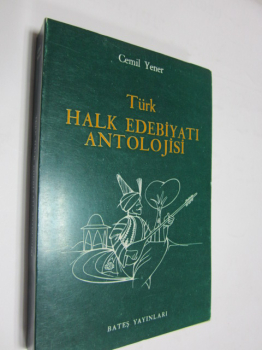 Cemil Yener
Türk
HALK EDEBİYATI
ANTOLOJİSİ
BATEŞ YAYINLARI